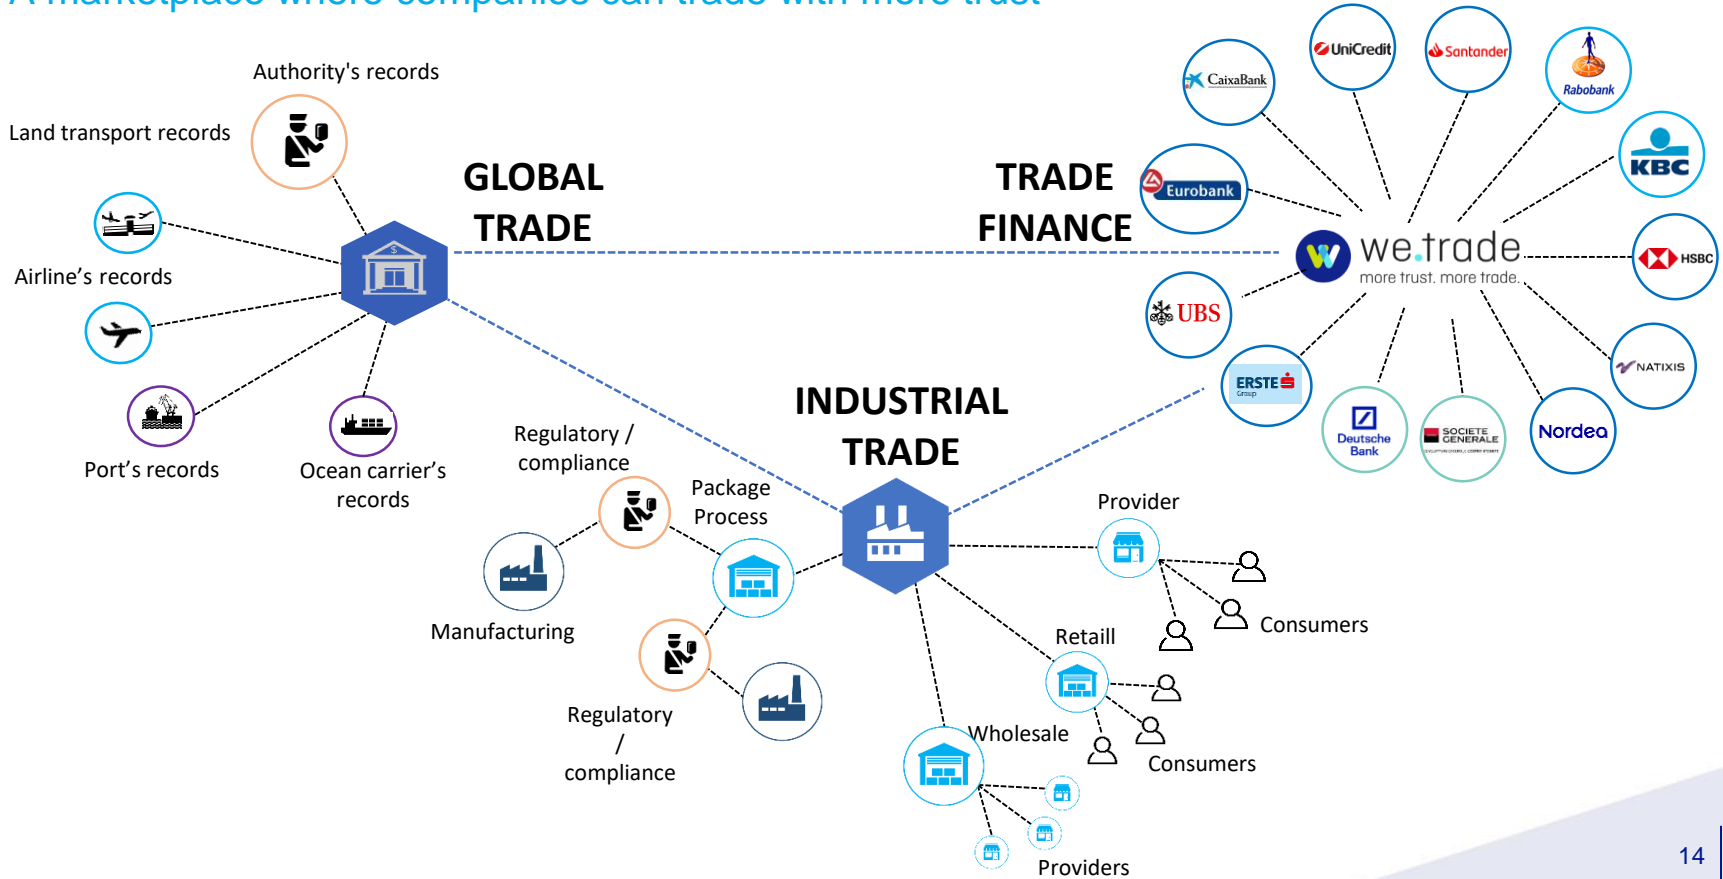 A marketplace where companies can trade with more trust
Authority's records
Land transport records
Airline’s records
Port’s records
Ocean carrier’s
records
GLOBAL
TRADE
TRADE
FINANCE
CaixaBank
UniCredit
Santander
Rabobank
KBC
Eurobank
we.trade
more trust. more trade.
HSBC
UBS
NATIXIS
ERSTE
Group
Deutsche
Bank
SOCIETE
GENERALE
Nordea
INDUSTRIAL
TRADE
Regulatory /
compliance
Package
Process
Manufacturing
Regulatory
/
compliance
Provider
Consumers
Retaill
Consumers
Wholesale
Providers
14